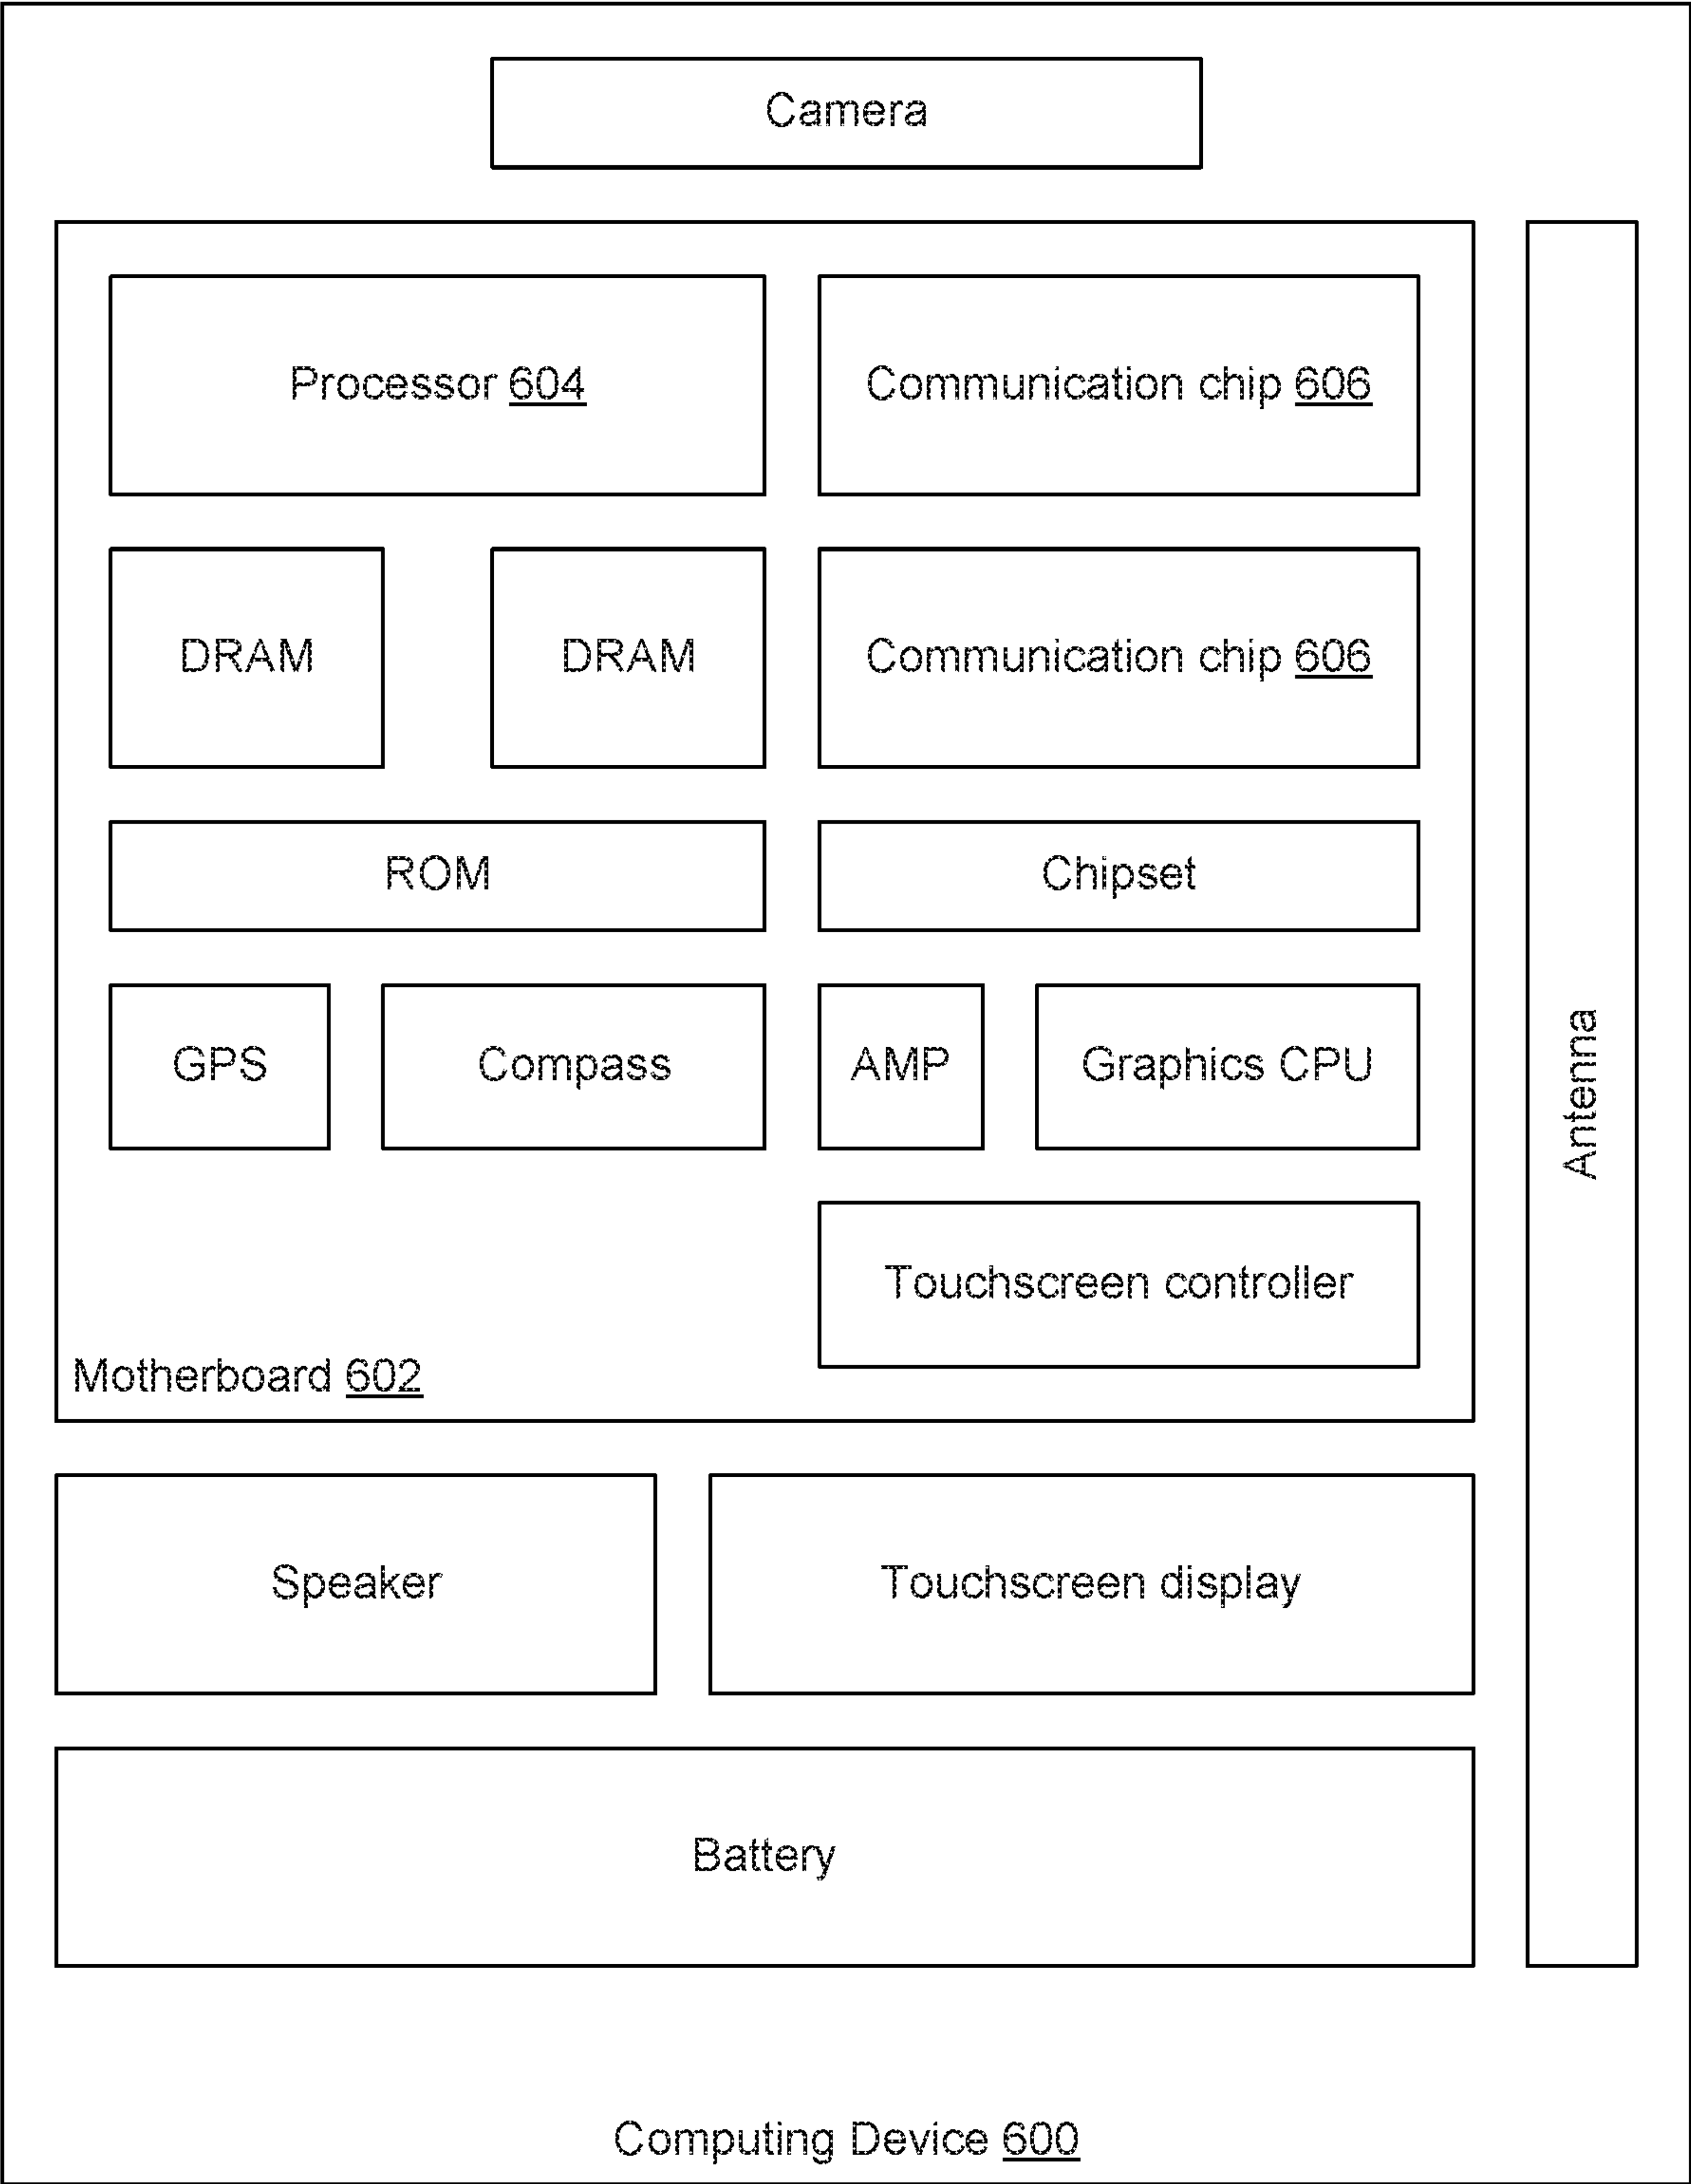 Camera
Processor 604
Communication chip 606
DRAM
DRAM
Communication chip 606
ROM
Chipset
GPS
Compass
AMP
Graphics CPU
Antenna
Touchscreen controller
Motherboard 602
Speaker
Touchscreen display
Battery
Computing Device 600